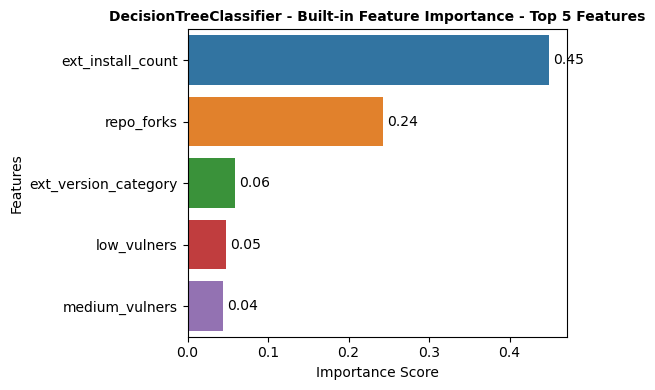 DecisionTreeClassifier - Built-in Feature Importance - Top 5 Features
ext_install_count
0.45
repo_forks
0.24
ext_version_category
0.06
low_vulners
0.05
medium_vulners
0.04
Features
0.0 0.1 0.2 0.3 0.4
Importance Score